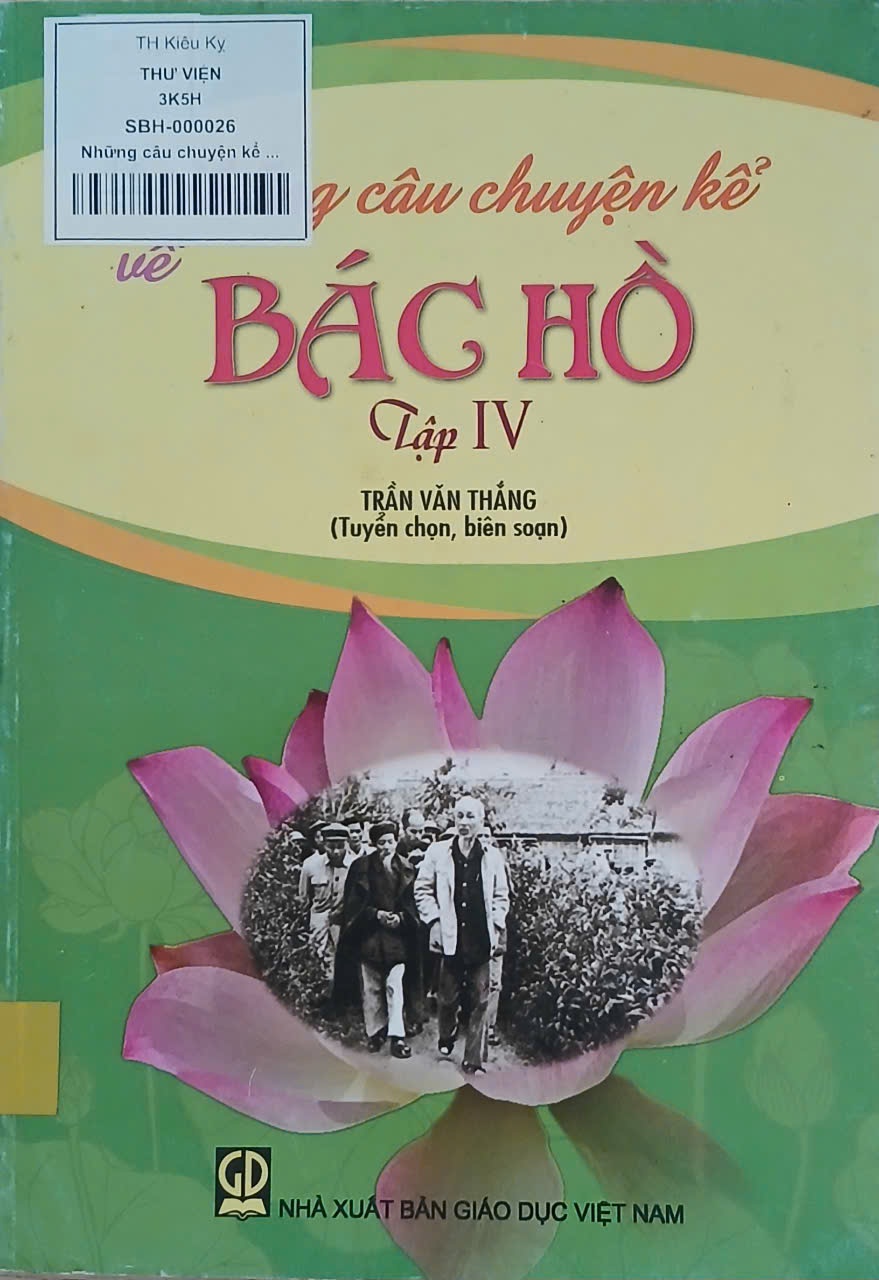 TH Kiêu Kỵ
THƯ VIỆN
3K5H
SBH-000026
Những câu chuyện kể ...
g câu chuyện kể
về
BÁC HỒ
Tập IV
TRẦN VĂN THẮNG
(Tuyển chọn, biên soạn)
GD
NHÀ XUẤT BẢN GIÁO DỤC VIỆT NAM